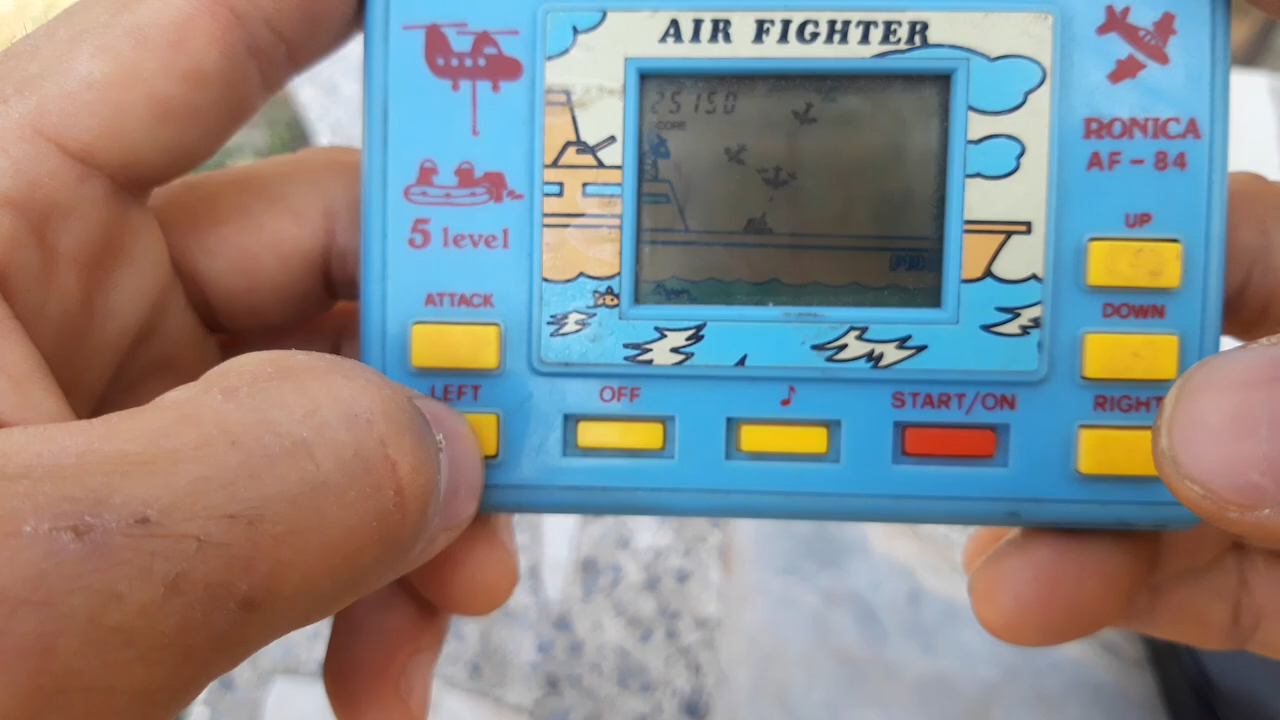 AIR FIGHTER
25150
RONICA
AF-84
5 level
UP
ATTACK
DOWN
LEFT
OFF
♪
START/ON
RIGHT